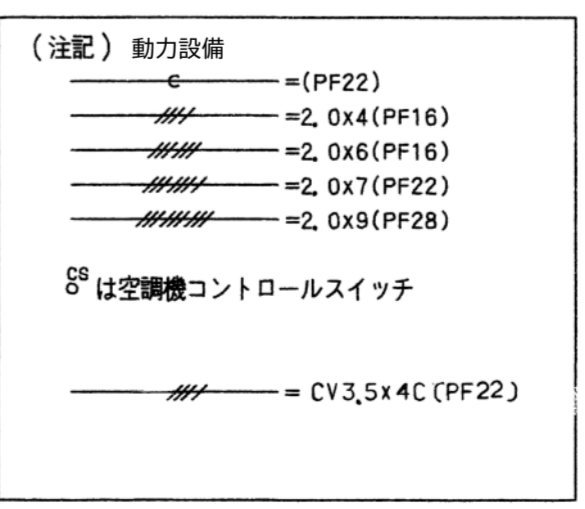 (注記) 動力設備
C =(PF22)
=2.0x4(PF16)
=2.0x6(PF16)
=2.0x7(PF22)
=2.0x9(PF28)
CS
は空調機コントロールスイッチ
= CV3.5x4C(PF22)